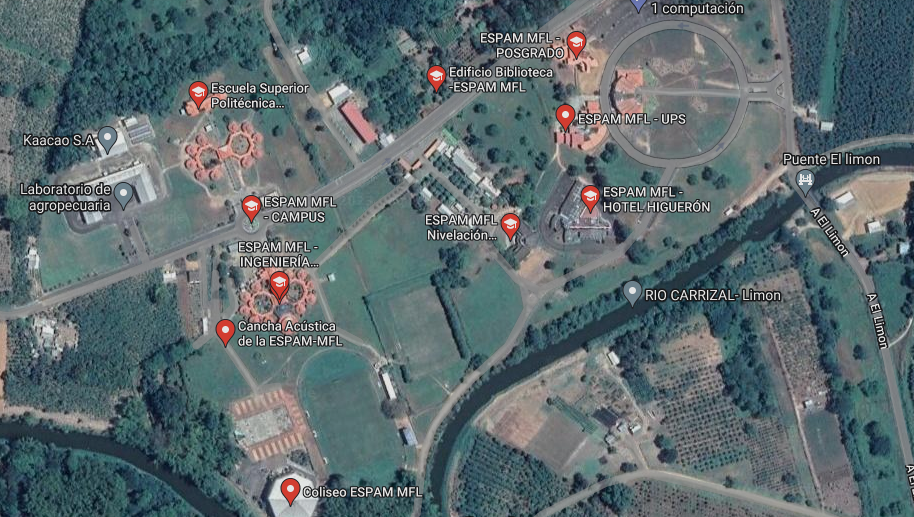 1 computación
ESPAM MFL -
POSGRADO
Edificio Biblioteca
-ESPAM MFL
Escuela Superior
Politécnica...
ESPAM MFL - UPS
Kaacao S.A
Puente El limon
Laboratorio de
agropecuaria
ESPAM MFL
- CAMPUS
ESPAM MFL -
HOTEL HIGUERÓN
ESPAM MFL
Nivelación...
A El Limon
ESPAM MFL -
INGENIERÍA...
RIO CARRIZAL- Limon
A El Limon
Cancha Acústica
de la ESPAM-MFL
Coliseo ESPAM MFL